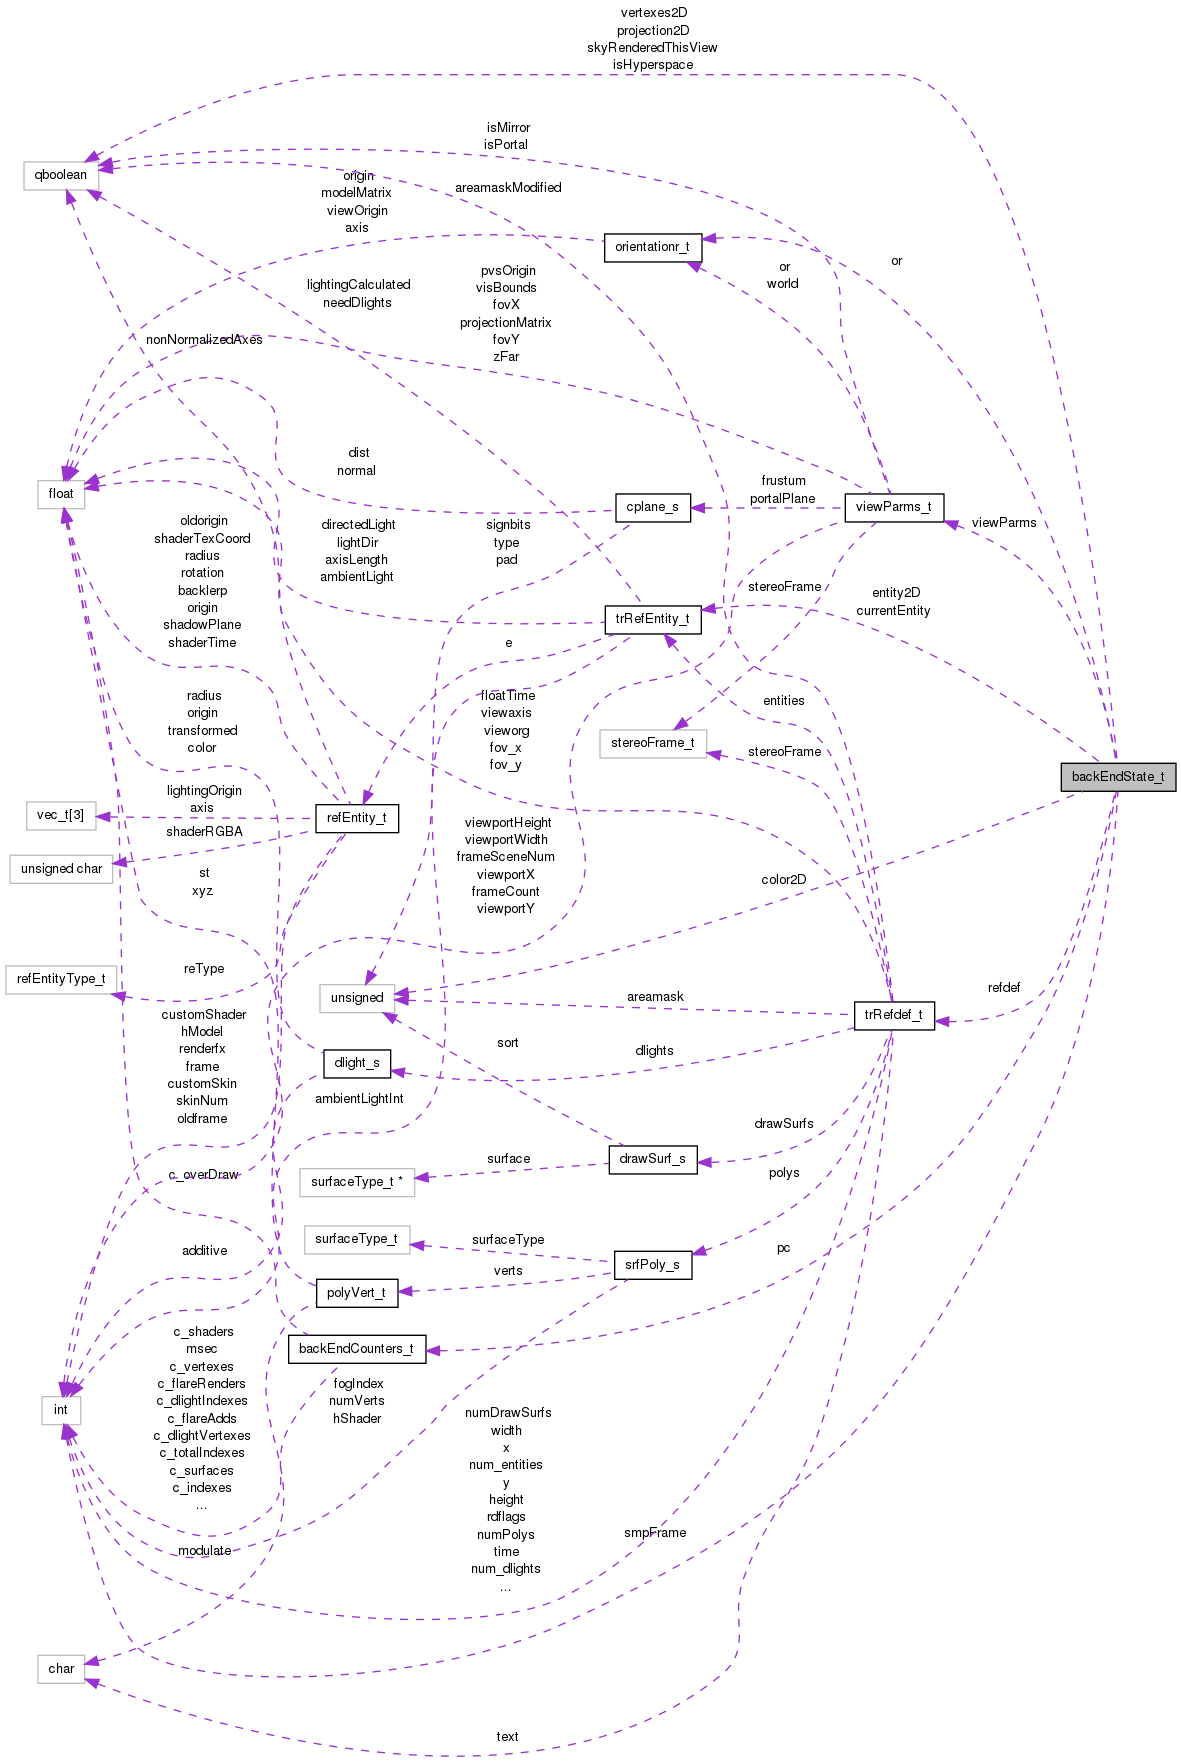 vertexes2D
projection2D
skyRenderedThisView
isHyperspace
isMirror
isPortal
qboolean
origin
modelMatrix
viewOrigin
axis
areamaskModified
orientationr_t
or
or
world
lightingCalculated
needDlights
pvsOrigin
visBounds
fovX
projectionMatrix
fovY
zFar
nonNormalizedAxes
dist
normal
frustum
portalPlane
float
cplane_s
viewParms_t
viewParms
oldorigin
shaderTexCoord
radius
rotation
backlerp
origin
shadowPlane
shaderTime
directedLight
lightDir
axisLength
ambientLight
signbits
type
pad
stereoFrame
entity2D
currentEntity
trRefEntity_t
e
radius
origin
transformed
color
floatTime
viewaxis
vieworg
fov_x
fov_y
entities
stereoFrame_t
stereoFrame
backEndState_t
lightingOrigin
axis
vec_t[3]
refEntity_t
shaderRGBA
unsigned char
st
xyz
viewportHeight
viewportWidth
frameSceneNum
viewportX
frameCount
viewportY
color2D
refEntityType_t
reType
unsigned
areamask
trRefdef_t
refdef
customShader
hModel
renderfx
frame
customSkin
skinNum
oldframe
sort
dlight_s
dlights
ambientLightInt
drawSurfs
c_overDraw
surfaceType_t *
surface
drawSurf_s
polys
surfaceType_t
surfaceType
additive
srfPoly_s
pc
polyVert_t
verts
backEndCounters_t
c_shaders
msec
c_vertexes
c_flareRenders
c_dlightIndexes
c_flareAdds
c_dlightVertexes
c_totalIndexes
c_surfaces
c_indexes
...
int
fogIndex
numVerts
hShader
numDrawSurfs
width
x
num_entities
y
height
rdflags
numPolys
time
num_dlights
...
smpFrame
modulate
char
text